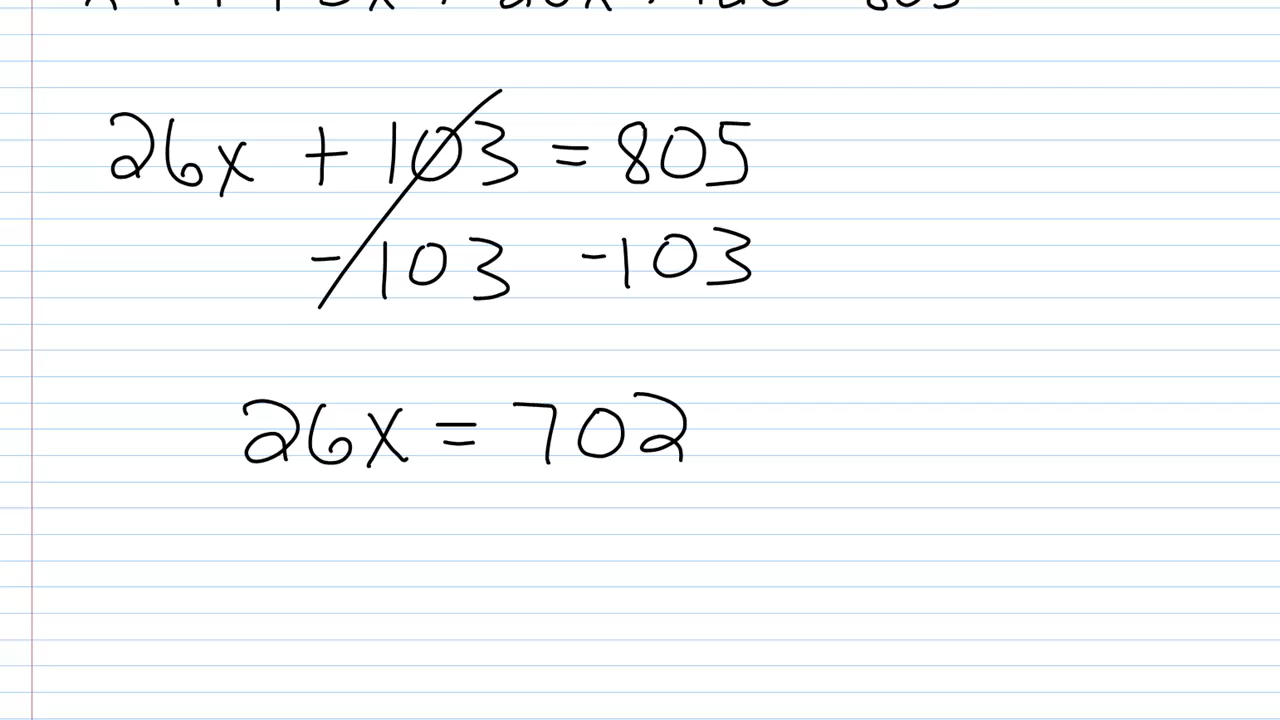 26x + 103 = 805
-103 -103
26x = 702